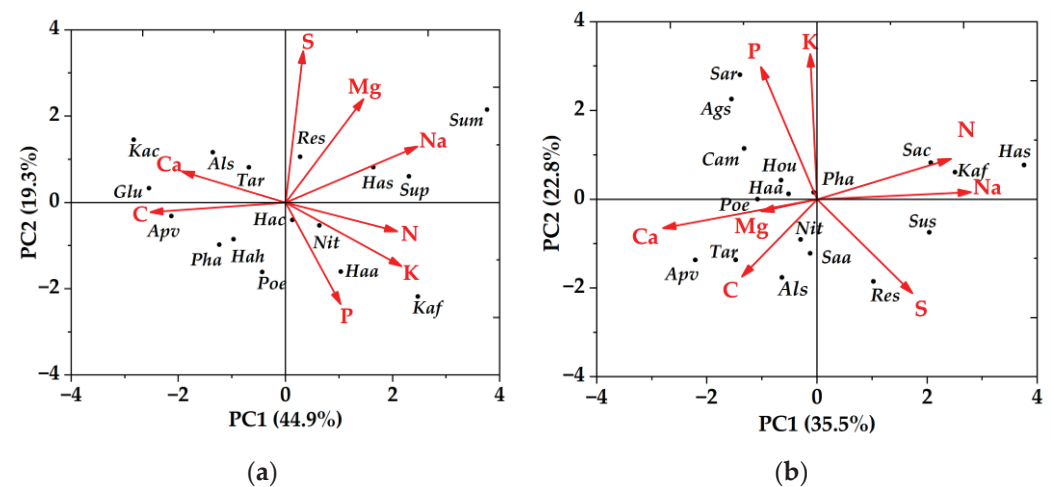 4
4
S
K
P
Sar
Mg
Ags
2
Sum
2
N
Res
Na
Cam
Sac
Has
Kac
Als
Hou
Kaf
Ca
Tar
Has
Haa
Pha
Na
Glu
Sup
0
0
C
Hac
Poe
Apv
N
Mg
Nit
Sus
Ca
Pha
Hah
Nit
Tar
Saa
K
Apv
Poe
Haa
C
Als
Res
−2
−2
Kaf
S
P
−4
−4
−4
−2
0
2
4
−4
−2
0
2
4
PC2 (19.3%)
PC1 (44.9%)
PC2 (22.8%)
PC1 (35.5%)
(a)
(b)